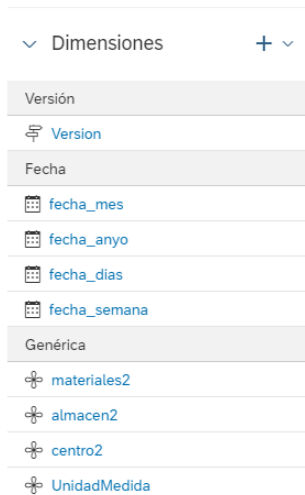 Dimensiones
Versión
Version
Fecha
fecha_mes
fecha_anyo
fecha_dias
fecha_semana
Genérica
materiales2
almacen2
centro2
UnidadMedida